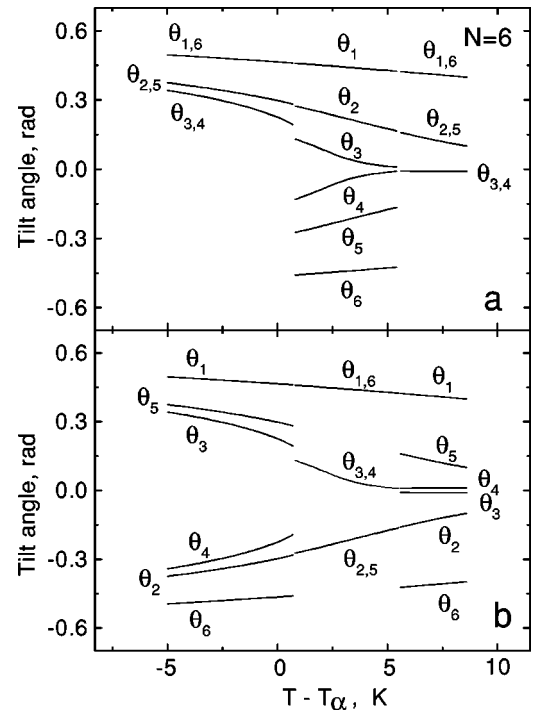 N=6
0.6
θ1,6
θ1
θ1,6
θ2,5
0.3
θ2
θ2,5
θ3,4
θ3
0.0
θ3,4
θ4
-0.3
θ5
θ6
-0.6
a
Tilt angle, rad
0.6
θ1
θ1,6
θ1
θ5
0.3
θ3
θ5
θ3,4
θ4
0.0
θ3
θ4
θ2
-0.3
θ2
θ2,5
θ6
θ6
-0.6
b
Tilt angle, rad
-5 0 5 10
T - Tα , K